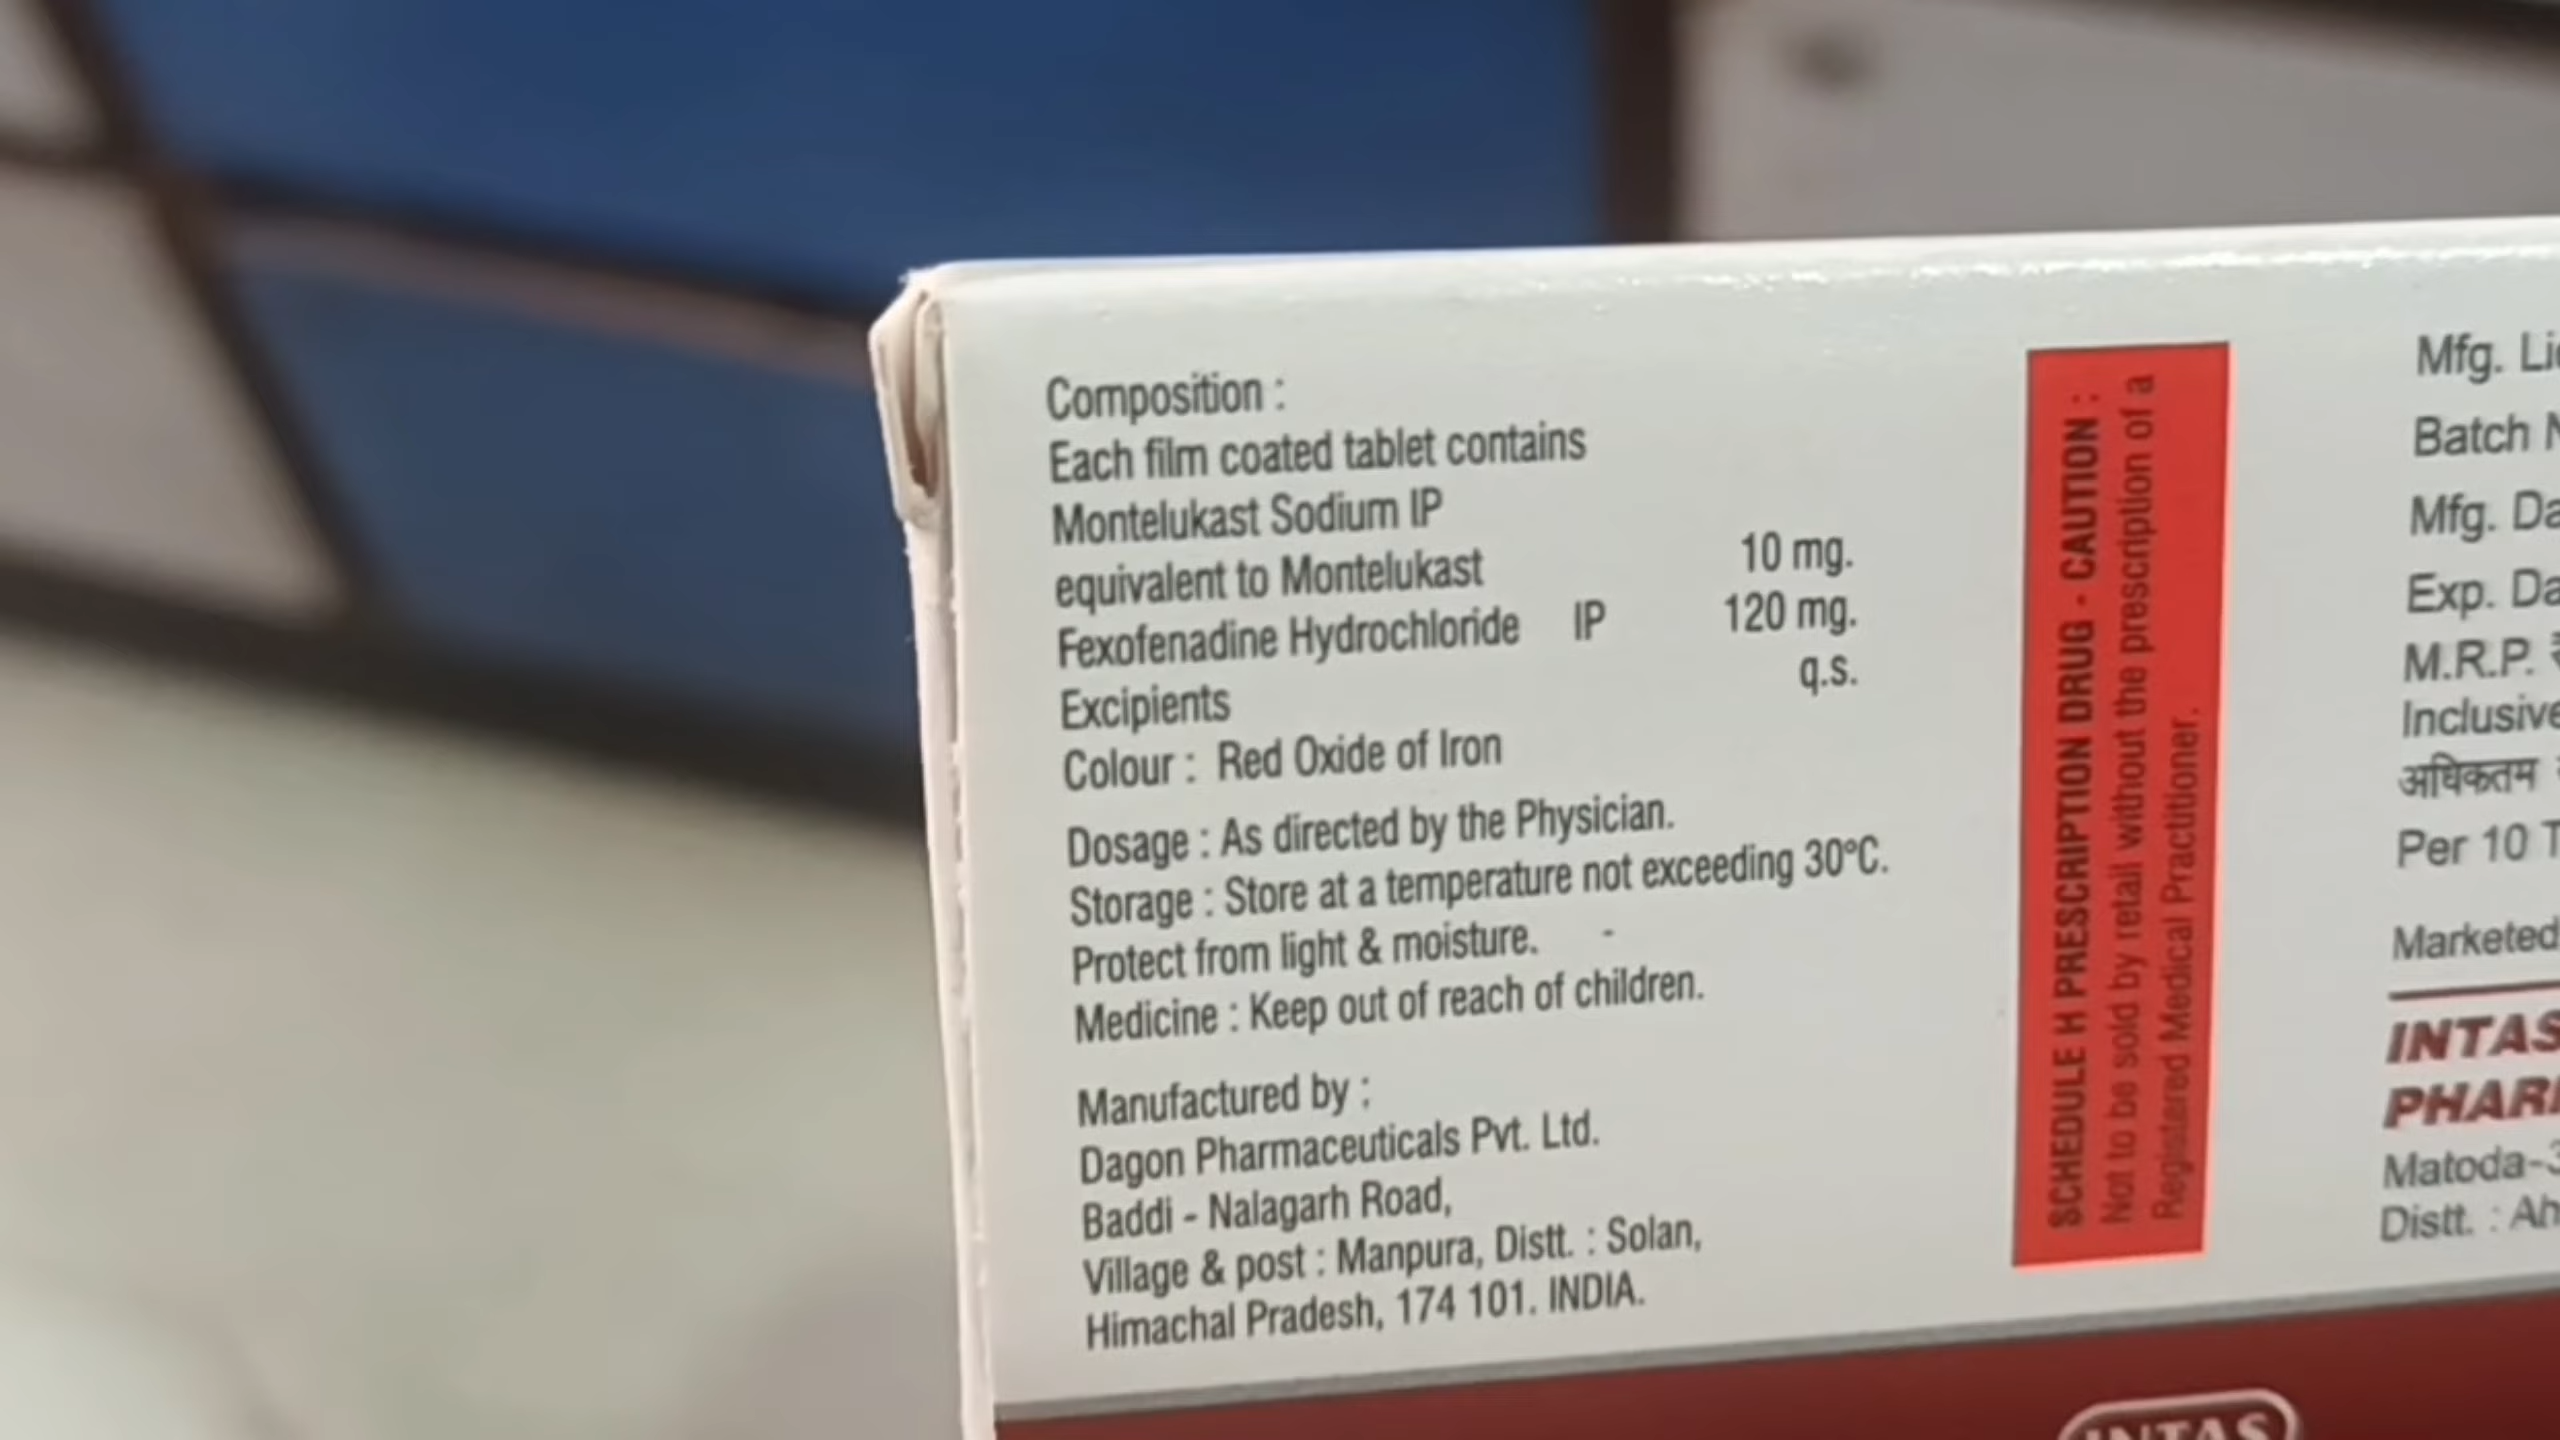 Composition :
Each film coated tablet contains
Montelukast Sodium IP
equivalent to Montelukast 10 mg.
Fexofenadine Hydrochloride IP 120 mg.
Excipients q.s.
Colour : Red Oxide of Iron
Dosage : As directed by the Physician.
Storage : Store at a temperature not exceeding 30°C.
Protect from light & moisture.
Medicine : Keep out of reach of children.
Manufactured by :
Dagon Pharmaceuticals Pvt. Ltd.
Baddi - Nalagarh Road,
Village & post : Manpura, Distt. : Solan,
Himachal Pradesh, 174 101. INDIA.
SCHEDULE H PRESCRIPTION DRUG - CAUTION :
Not to be sold by retail without the prescription of a
Registered Medical Practitioner.
Mfg.
Batch
Mfg.
Exp.
M.R.P.
Inclusive
अधिकतम
Per 10
Marketed
INTAS
Matoda-
Distt. :
INTAS